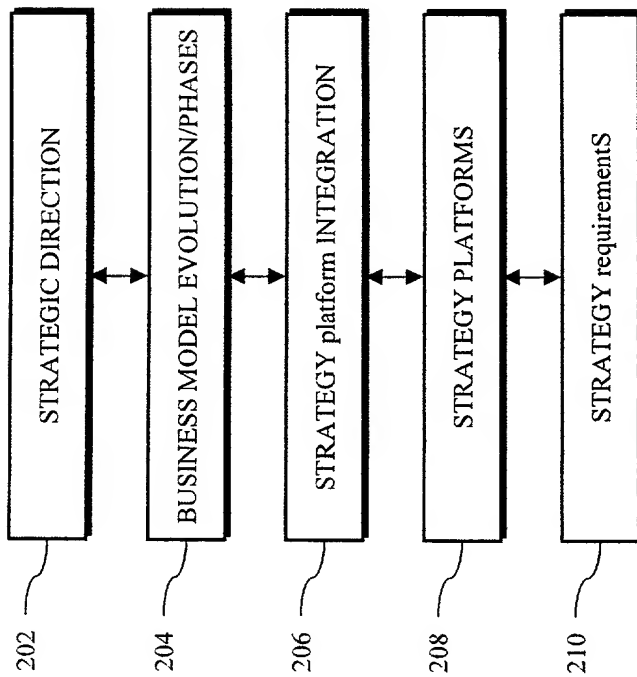 202
STRATEGIC DIRECTION
204
BUSINESS MODEL EVOLUTION/PHASES
206
STRATEGY platform INTEGRATION
208
STRATEGY PLATFORMS
210
STRATEGY requirementS